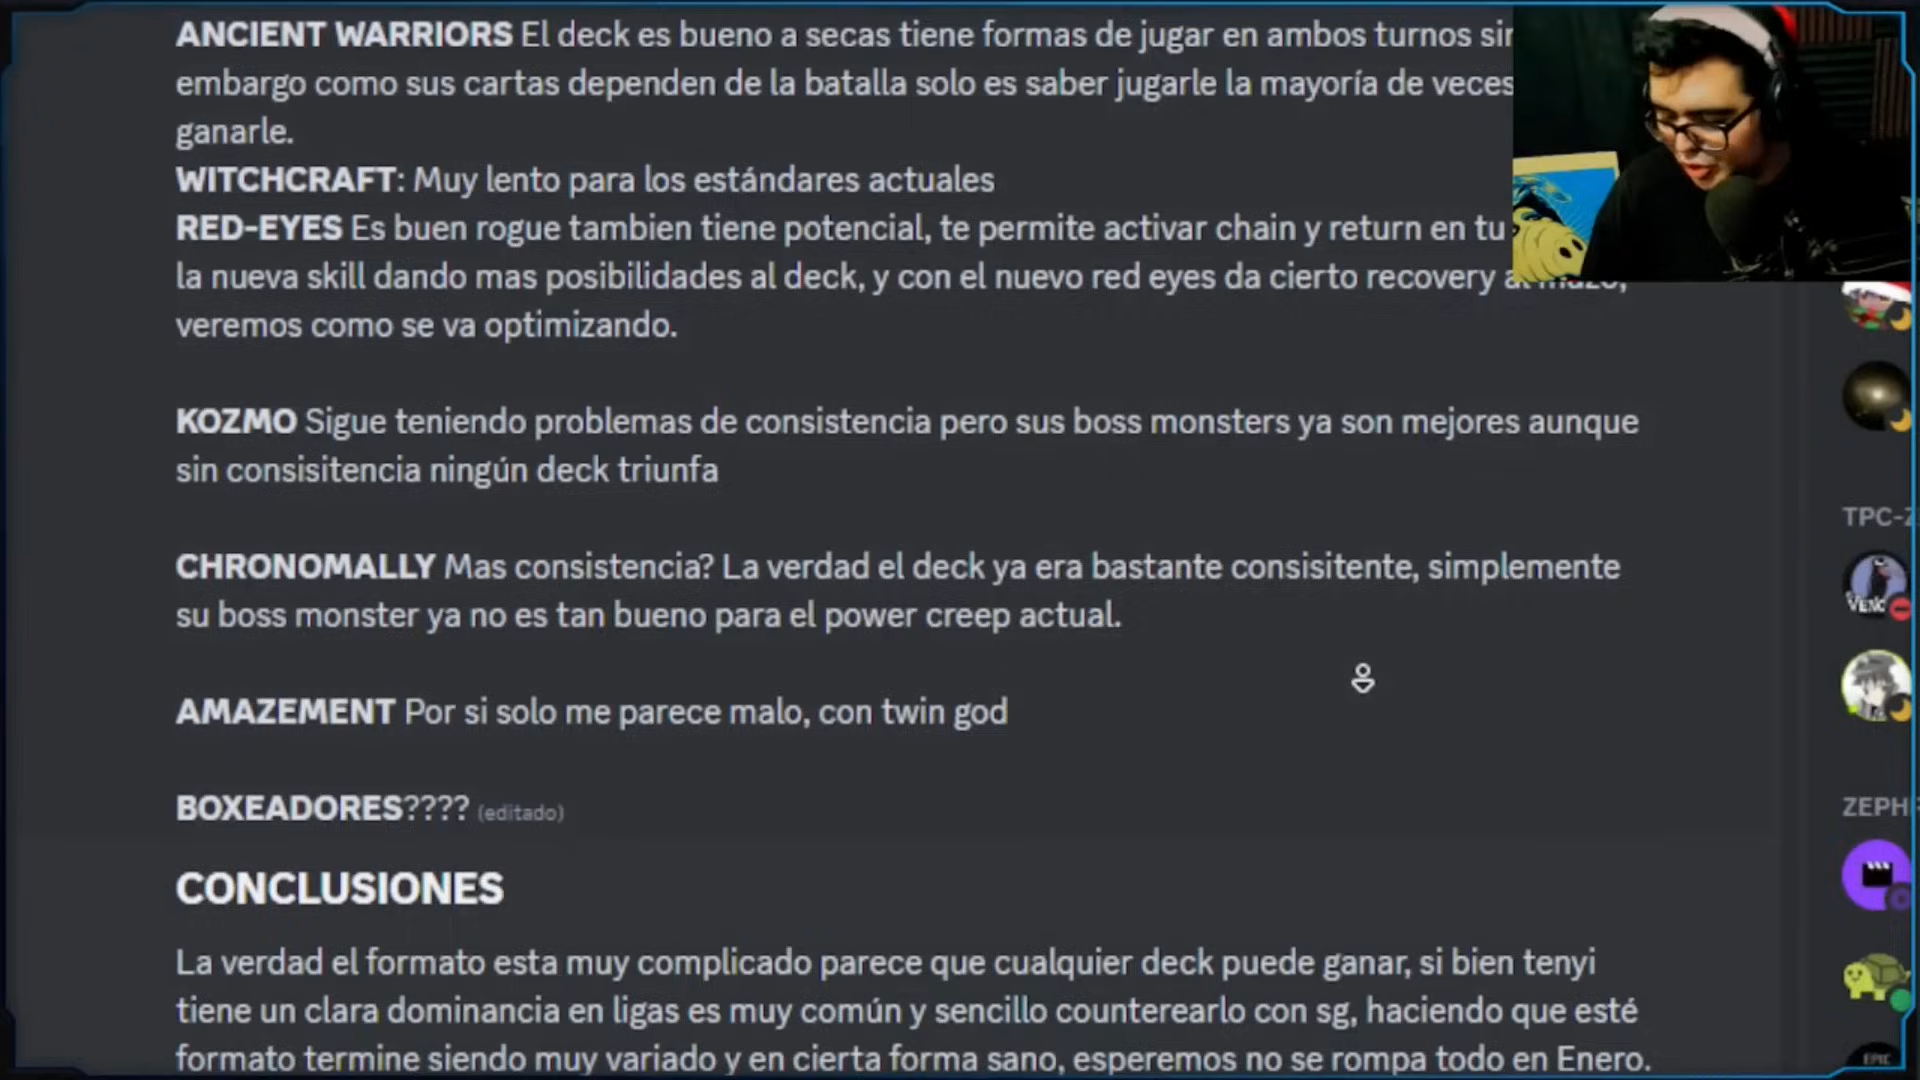 ANCIENT WARRIORS El deck es bueno a secas tiene formas de jugar en ambos turnos sin
embargo como sus cartas dependen de la batalla solo es saber jugarle la mayoría de veces
ganarle.
WITCHCRAFT: Muy lento para los estándares actuales
RED-EYES Es buen rogue tambien tiene potencial, te permite activar chain y return en tu
la nueva skill dando mas posibilidades al deck, y con el nuevo red eyes da cierto recovery al mazo,
veremos como se va optimizando.
KOZMO Sigue teniendo problemas de consistencia pero sus boss monsters ya son mejores aunque
sin consisitencia ningún deck triunfa
TPC-Z
CHRONOMALLY Mas consistencia? La verdad el deck ya era bastante consisitente, simplemente
VENC
su boss monster ya no es tan bueno para el power creep actual.
AMAZEMENT Por si solo me parece malo, con twin god
BOXEADORES???? (editado)
ZEPH
CONCLUSIONES
La verdad el formato esta muy complicado parece que cualquier deck puede ganar, si bien tenyi
tiene un clara dominancia en ligas es muy común y sencillo counterearlo con sg, haciendo que esté
formato termine siendo muy variado y en cierta forma sano, esperemos no se rompa todo en Enero.
EPIC